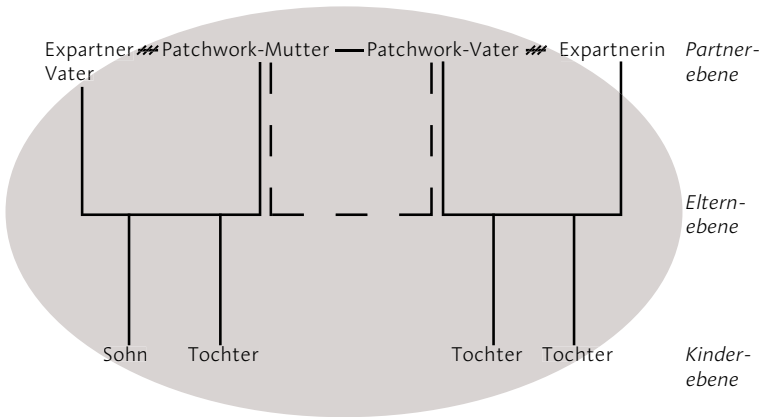 Expartner Patchwork-Mutter Patchwork-Vater Expartnerin Partner-
Vater ebene
Eltern-
ebene
Sohn Tochter Tochter Tochter Kinder-
ebene